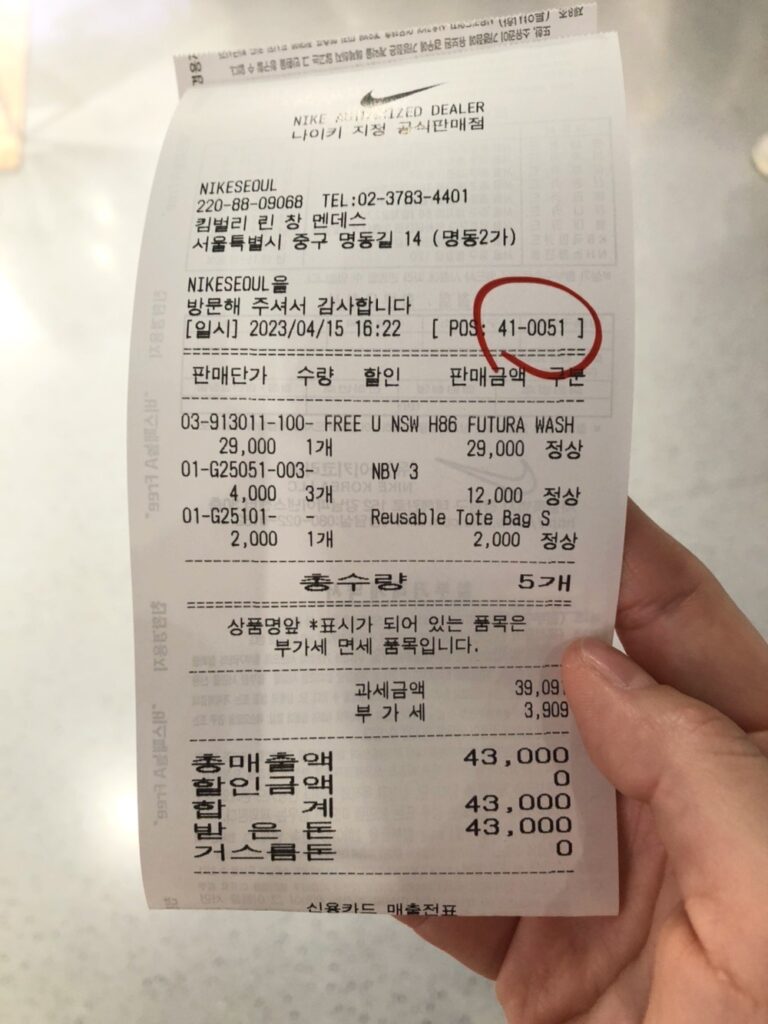 NIKE AUTHORIZED DEALER
나이키 지정 공식판매점
NIKESEOUL
220-88-09068 TEL:02-3783-4401
킴벌리 린 창 멘데스
서울특별시 중구 명동길 14 (명동2가)
NIKESEOUL을
방문해 주셔서 감사합니다
[일시] 2023/04/15 16:22 [ POS: 41-0051 ]
판매단가 수량 할인 판매금액 구분
03-913011-100- FREE U NSW H86 FUTURA WASH
29,000 1개 29,000 정상
01-G25051-003- NBY 3
4,000 3개 12,000 정상
01-G25101- - Reusable Tote Bag S
2,000 1개 2,000 정상
총수량 5개
상품명앞 *표시가 되어 있는 품목은
부가세 면세 품목입니다.
과세금액 39,091
부 가 세 3,909
총매출액 43,000
할인금액 0
합 계 43,000
받 은 돈 43,000
거스름돈 0
신용카드 매출전표